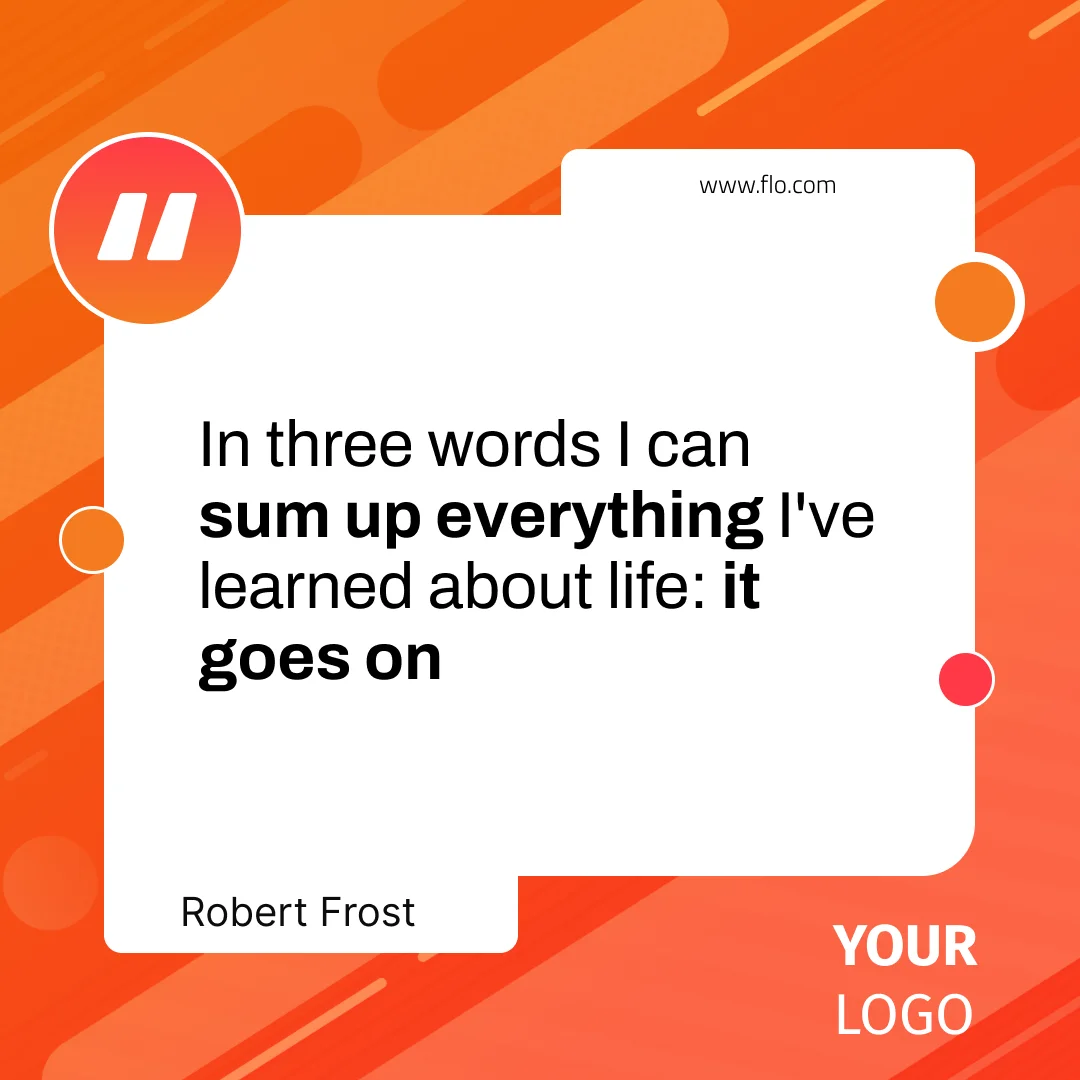 www.flo.com
In three words I can
sum up everything I've
learned about life: it
goes on
Robert Frost
YOUR
LOGO